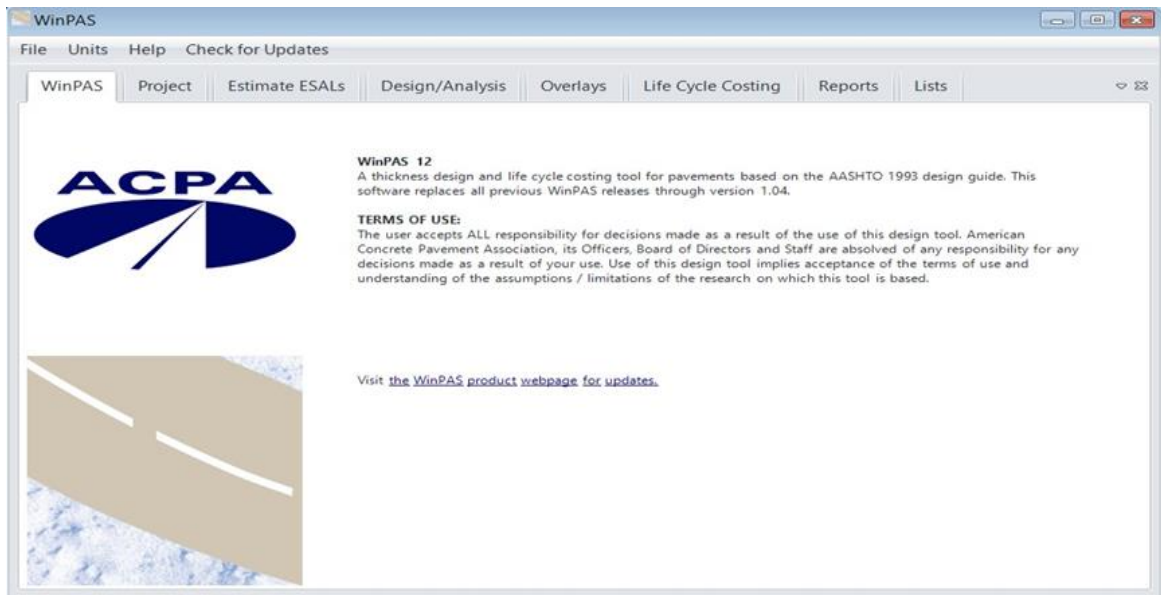 WinPAS
File Units Help Check for Updates
WinPAS Project Estimate ESALs Design/Analysis Overlays Life Cycle Costing Reports Lists
ACPA
WinPAS 12
A thickness design and life cycle costing tool for pavements based on the AASHTO 1993 design guide. This
software replaces all previous WinPAS releases through version 1.04.
TERMS OF USE:
The user accepts ALL responsibility for decisions made as a result of the use of this design tool. American
Concrete Pavement Association, its Officers, Board of Directors and Staff are absolved of any responsibility for any
decisions made as a result of your use. Use of this design tool implies acceptance of the terms of use and
understanding of the assumptions / limitations of the research on which this tool is based.
Visit the WinPAS product webpage for updates.